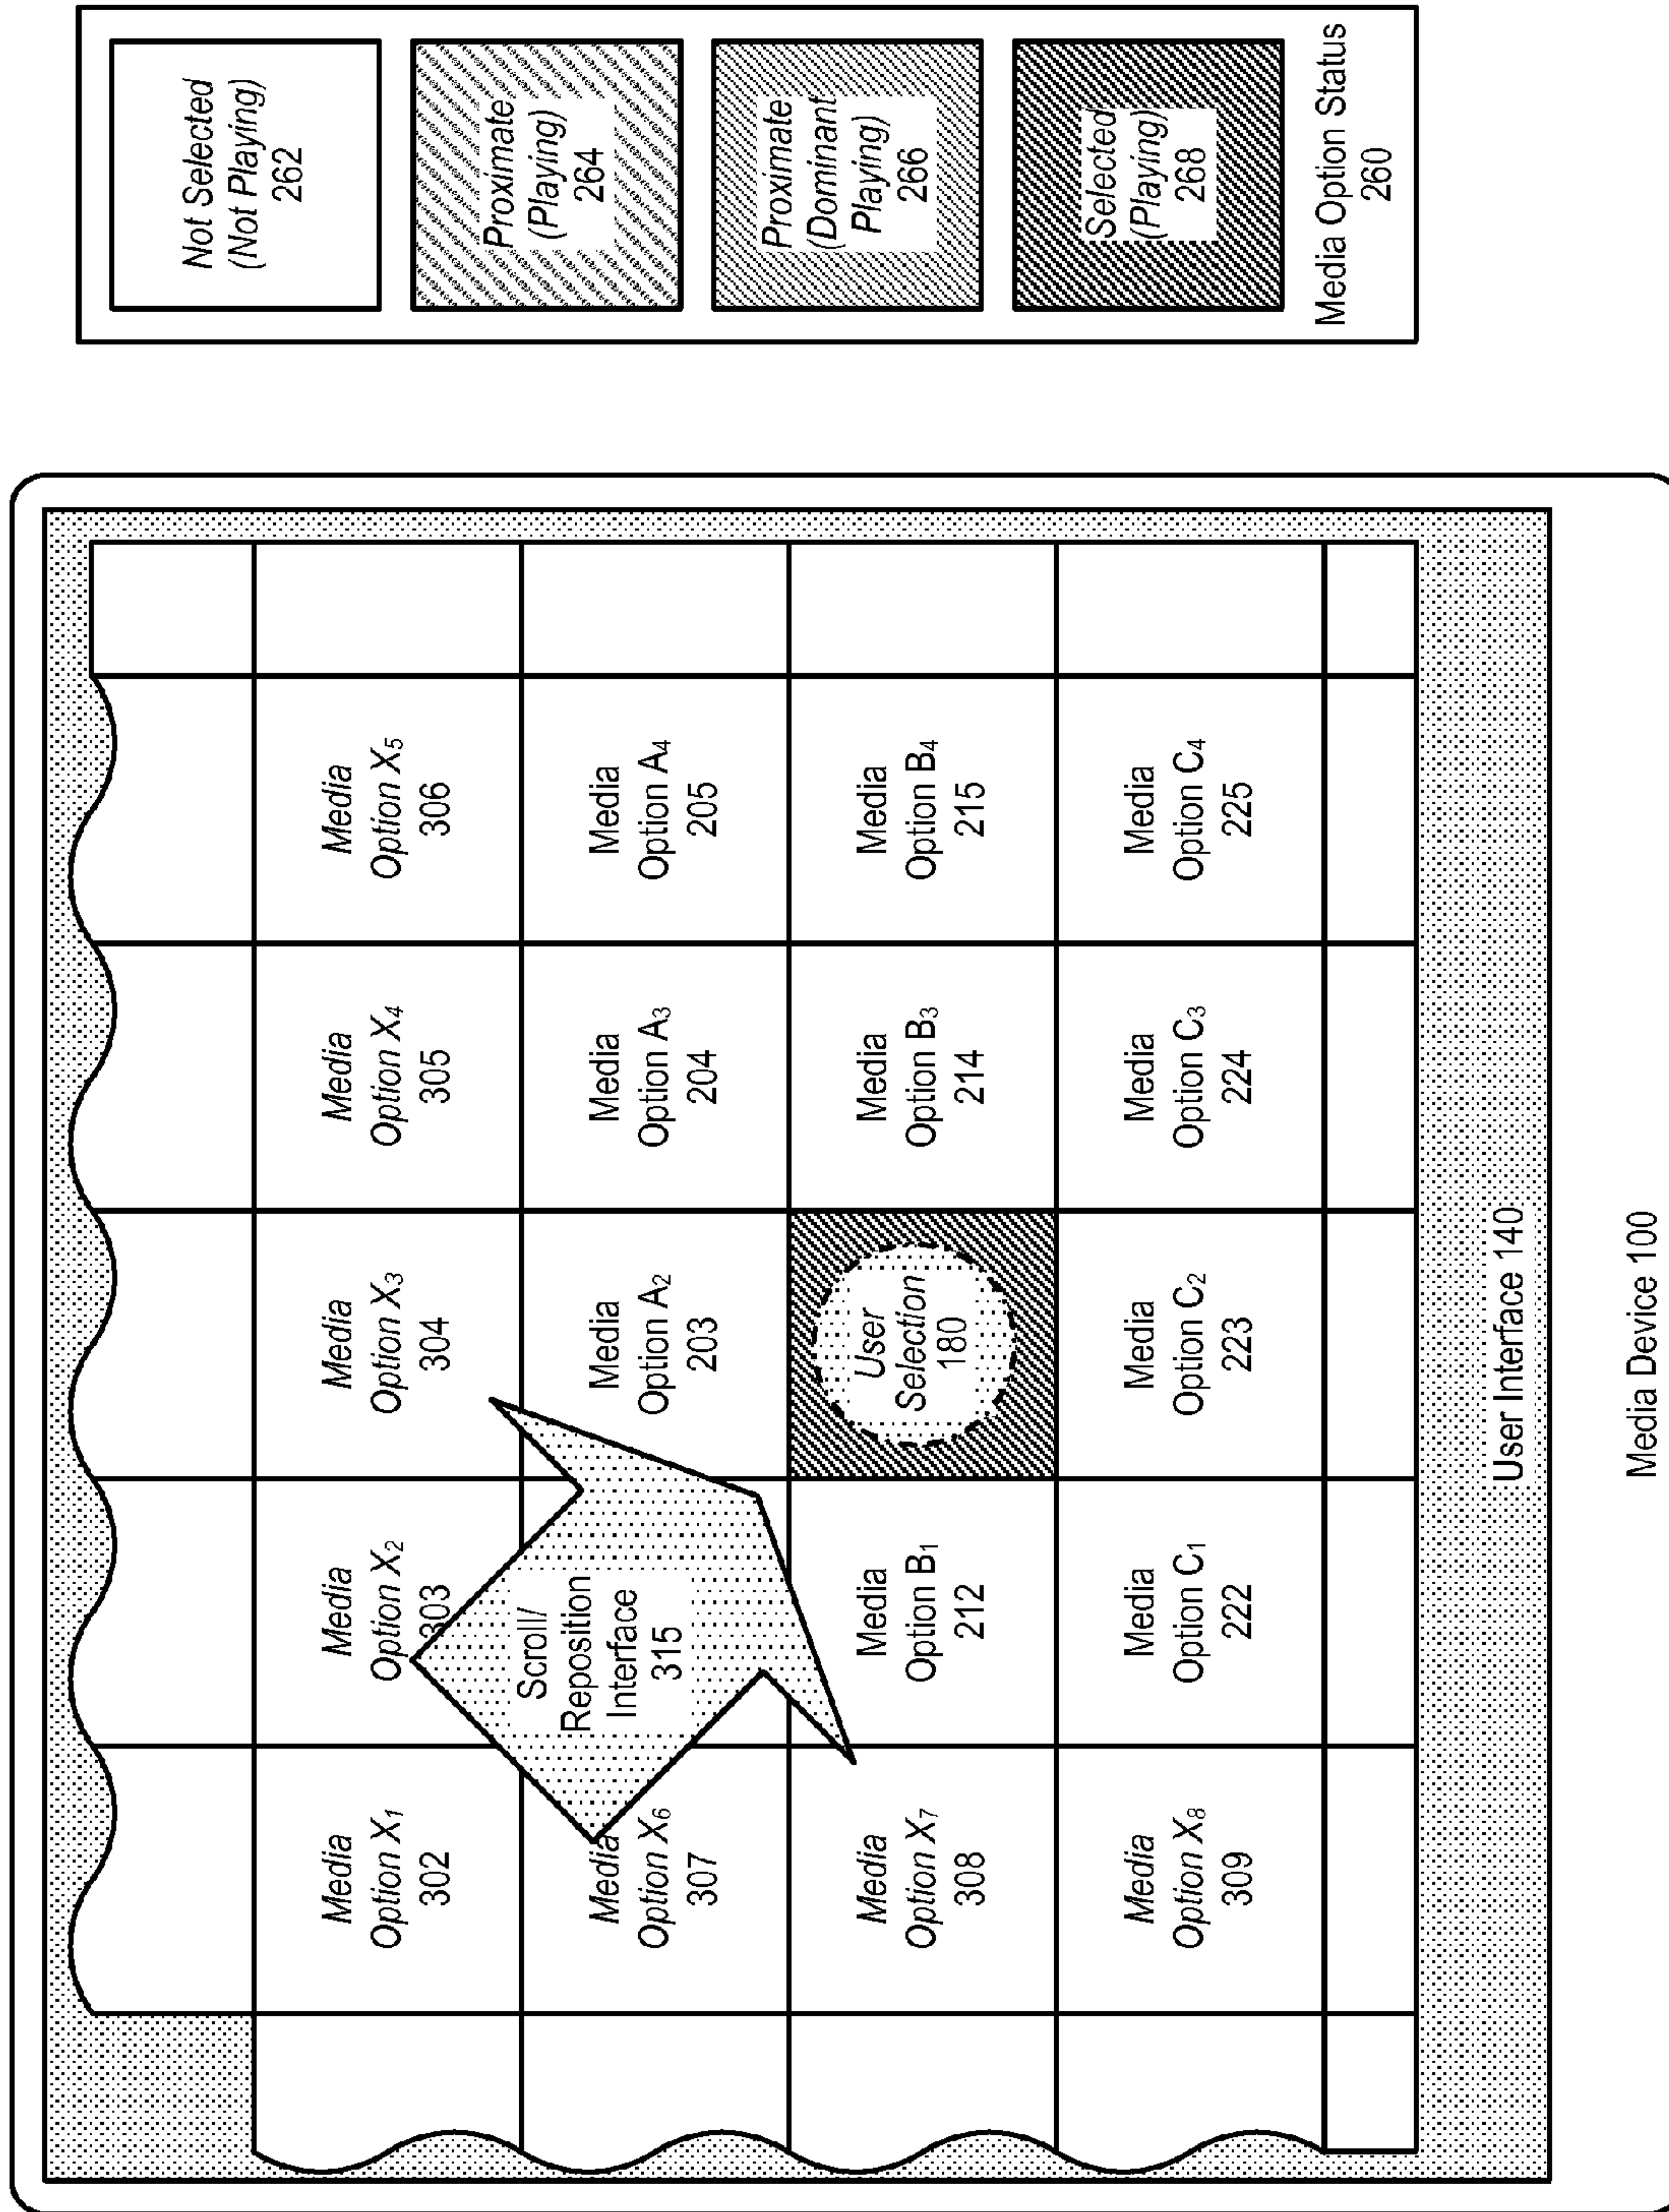 Media
Option X1
302
Media
Option X2
303
Media
Option X3
304
Media
Option X4
305
Media
Option X5
306
Media
Option X6
307
Scroll/
Reposition
Interface
315
Media
Option A2
203
Media
Option A3
204
Media
Option A4
205
Media
Option X7
308
Media
Option B1
212
User
Selection
180
Media
Option B3
214
Media
Option B4
215
Media
Option X8
309
Media
Option C1
222
Media
Option C2
223
Media
Option C3
224
Media
Option C4
225
User Interface 140
Media Device 100
Not Selected
(Not Playing)
262
Proximate
(Playing)
264
Proximate
(Dominant
Playing)
266
Selected
(Playing)
268
Media Option Status
260